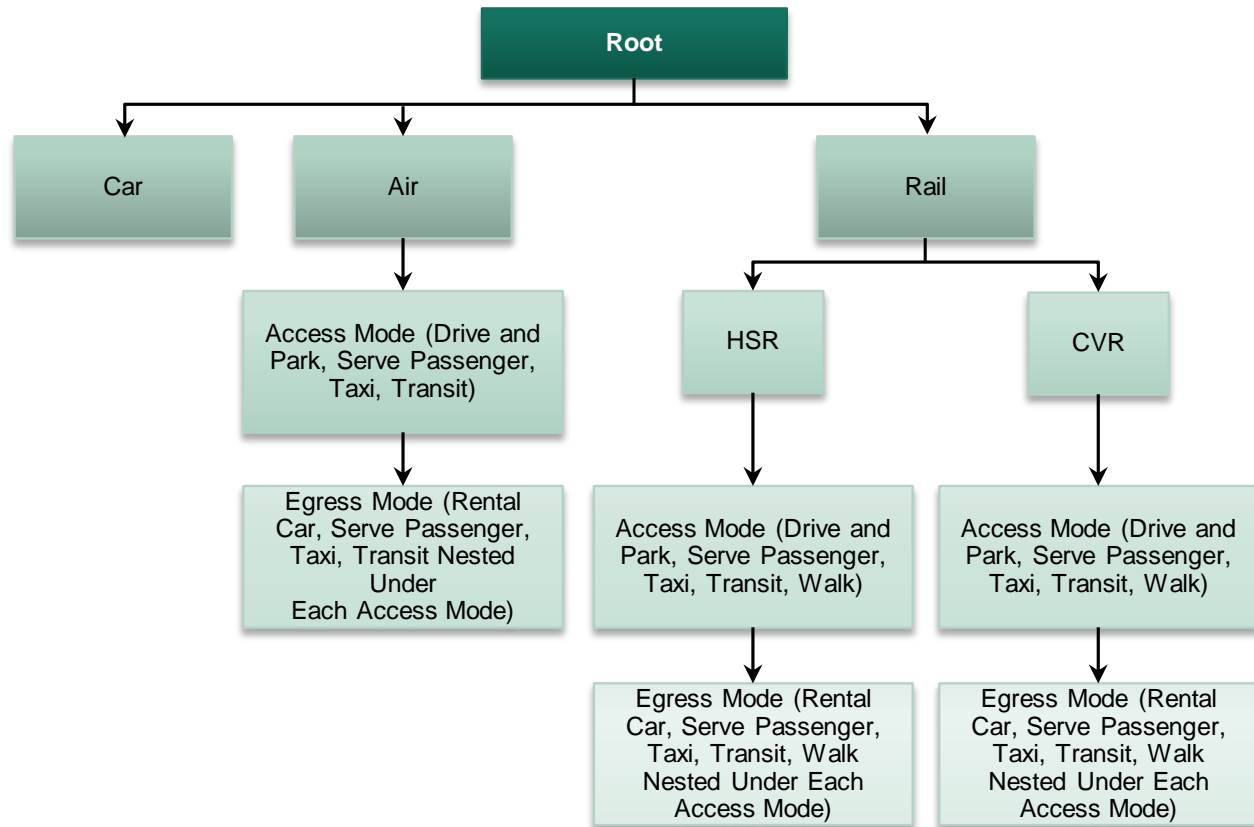 Root
Car
Air
Rail
Access Mode (Drive and
Park, Serve Passenger,
Taxi, Transit)
HSR
CVR
Egress Mode (Rental
Car, Serve Passenger,
Taxi, Transit Nested
Under
Each Access Mode)
Access Mode (Drive and
Park, Serve Passenger,
Taxi, Transit, Walk)
Access Mode (Drive and
Park, Serve Passenger,
Taxi, Transit, Walk)
Egress Mode (Rental
Car, Serve Passenger,
Taxi, Transit, Walk
Nested Under Each
Access Mode)
Egress Mode (Rental
Car, Serve Passenger,
Taxi, Transit, Walk
Nested Under Each
Access Mode)